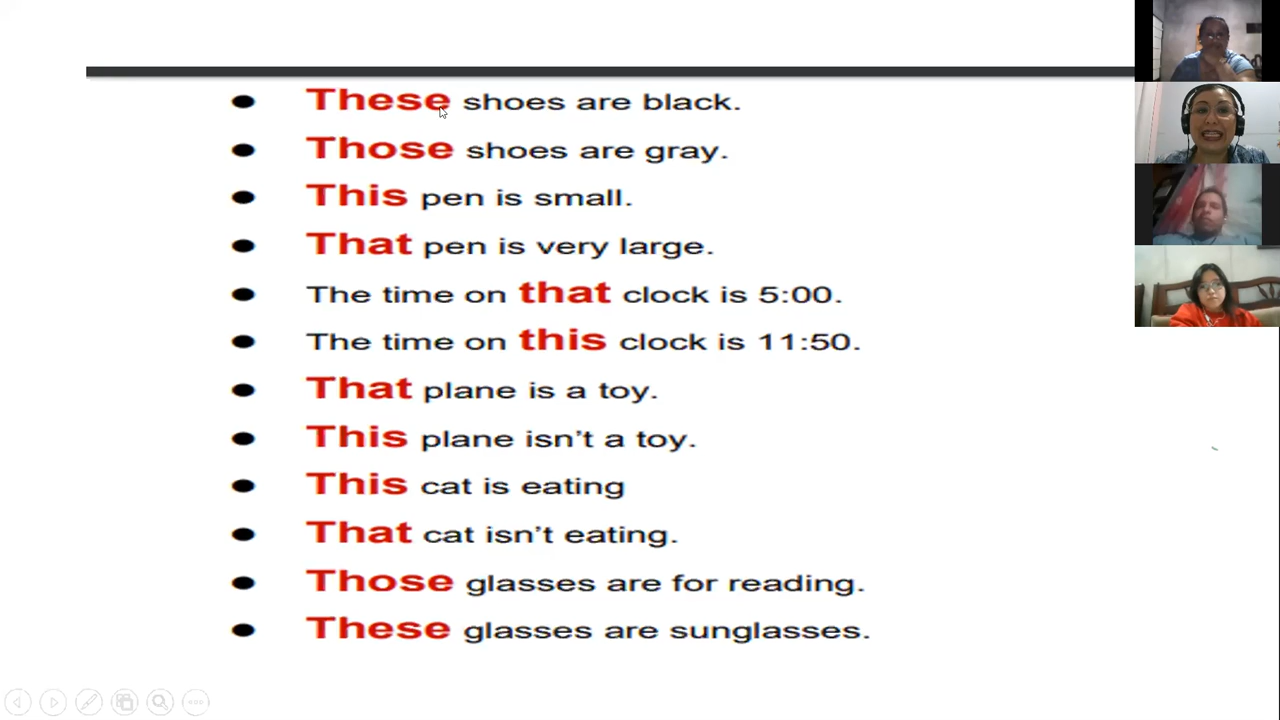 These shoes are black.
Those shoes are gray.
This pen is small.
That pen is very large.
The time on that clock is 5:00.
The time on this clock is 11:50.
That plane is a toy.
This plane isn't a toy.
This cat is eating
That cat isn't eating.
Those glasses are for reading.
These glasses are sunglasses.